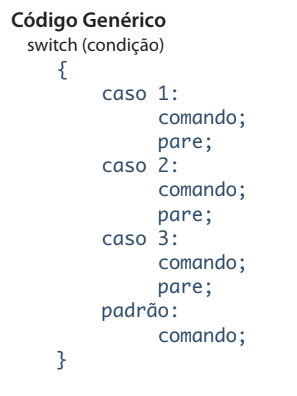 Código Genérico
switch (condição)
{
caso 1:
comando;
pare;
caso 2:
comando;
pare;
caso 3:
comando;
pare;
padrão:
comando;
}